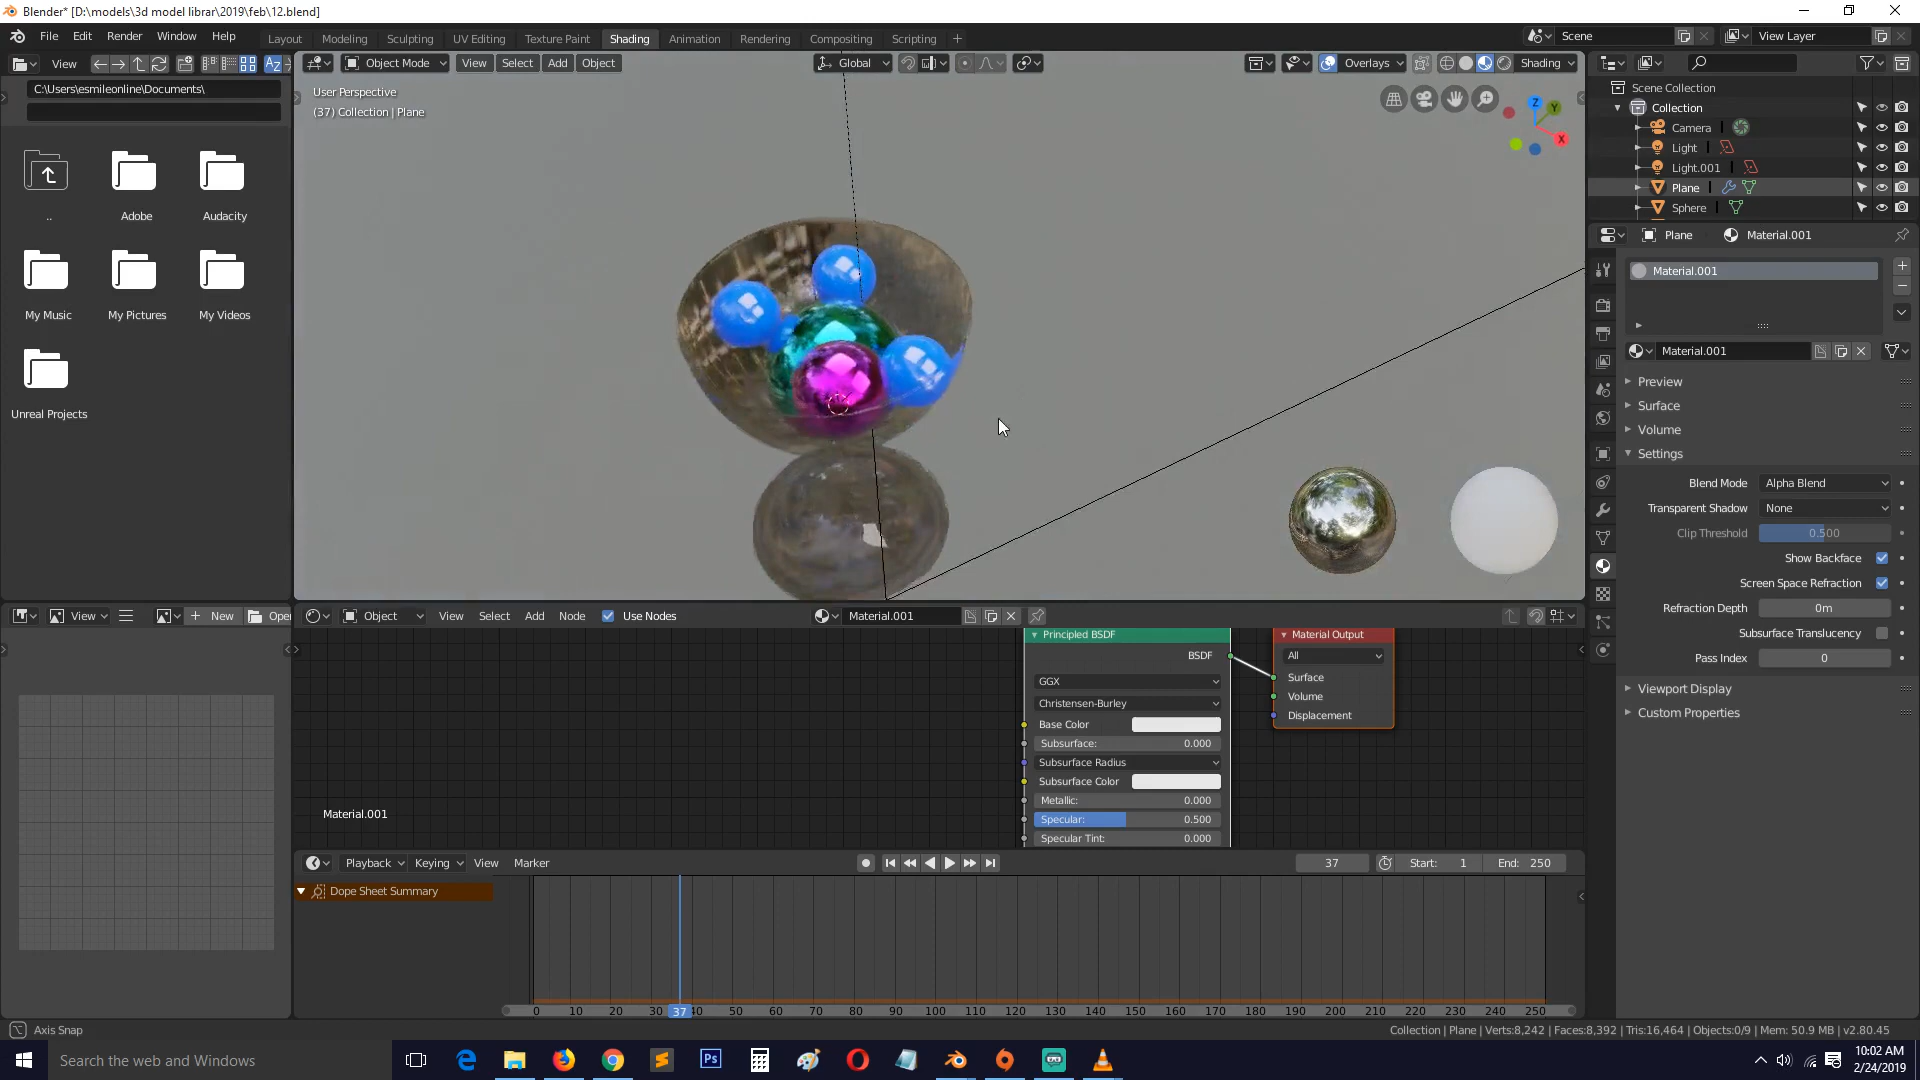 Blender* [D:\models\3d model librar\2019\feb\12.blend]
File Edit Render Window Help
Layout Modeling Sculpting UV Editing Texture Paint Shading Animation Rendering Compositing Scripting +
Scene View Layer
View
C:\Users\esmileonline\Documents\
.. Adobe Audacity
My Music My Pictures My Videos
Unreal Projects
Object Mode View Select Add Object Global Overlays Shading
User Perspective
(37) Collection | Plane
Z Y X
Scene Collection
Collection
Camera
Light
Light.001
Plane
Sphere
Plane Material.001
Material.001
Material.001
Preview
Surface
Volume
Settings
Blend Mode Alpha Blend
Transparent Shadow None
Clip Threshold 0.500
Show Backface
Screen Space Refraction
Refraction Depth 0m
Subsurface Translucency
Pass Index 0
Viewport Display
Custom Properties
View New Open
Object View Select Add Node Use Nodes Material.001
Principled BSDF
BSDF
GGX
Christensen-Burley
Base Color
Subsurface: 0.000
Subsurface Radius
Subsurface Color
Metallic: 0.000
Specular: 0.500
Specular Tint: 0.000
Material Output
All
Surface
Volume
Displacement
Material.001
Playback Keying View Marker 37 Start: 1 End: 250
Dope Sheet Summary
0 10 20 30 37 40 50 60 70 80 90 100 110 120 130 140 150 160 170 180 190 200 210 220 230 240 250
Axis Snap
Collection | Plane | Verts:8,242 | Faces:8,392 | Tris:16,464 | Objects:0/9 | Mem: 50.9 MB | v2.80.45
Search the web and Windows
Ps
10:02 AM
2/24/2019